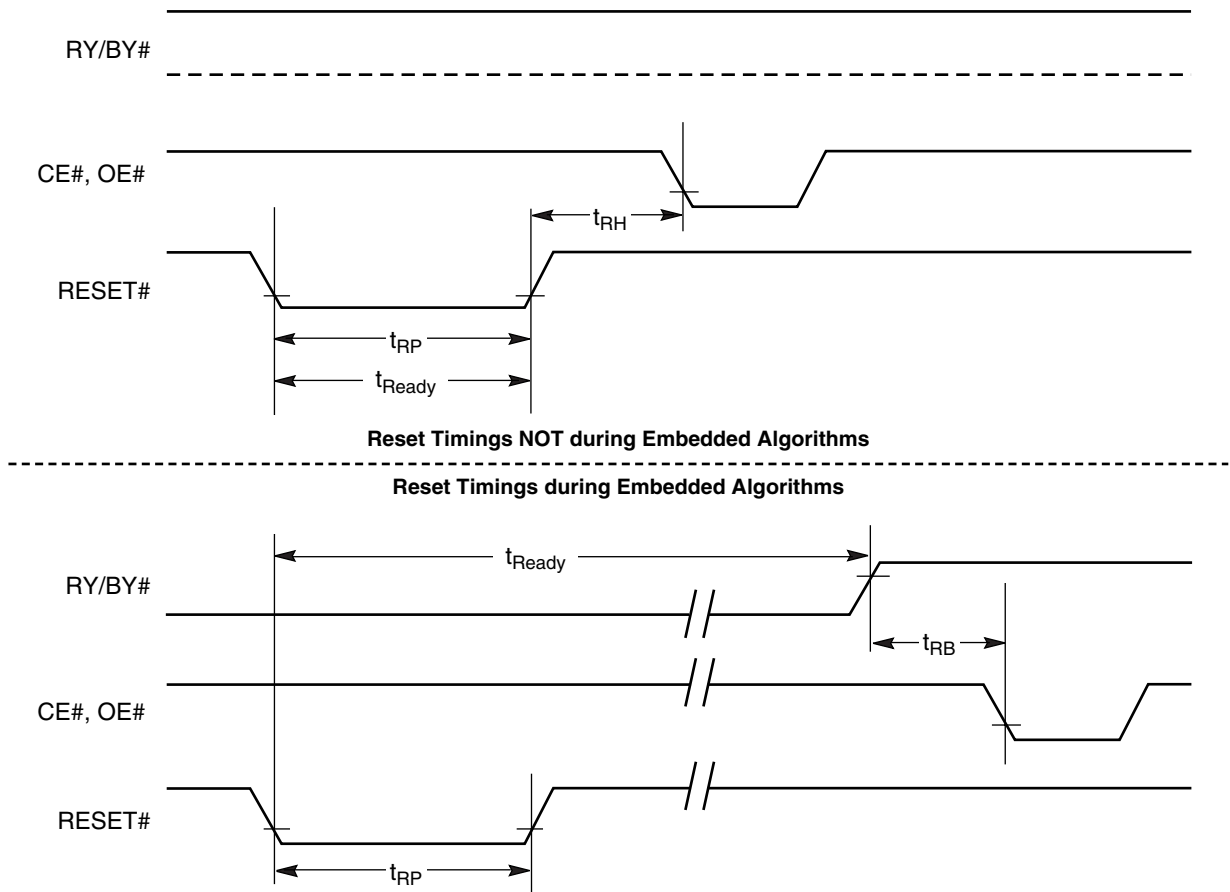 RY/BY#
CE#, OE#
tRH
RESET#
tRP
tReady
Reset Timings NOT during Embedded Algorithms
Reset Timings during Embedded Algorithms
tReady
RY/BY#
tRB
CE#, OE#
RESET#
tRP